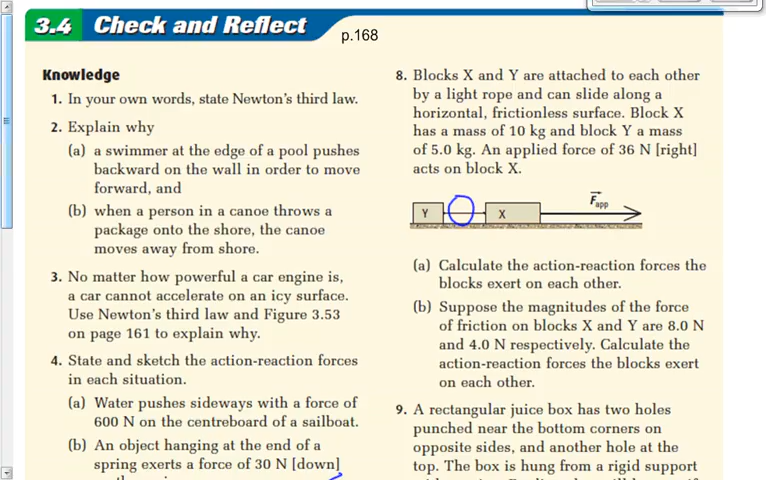 3.4 Check and Reflect
p.168
Knowledge
1. In your own words, state Newton's third law.
2. Explain why
(a) a swimmer at the edge of a pool pushes
backward on the wall in order to move
forward, and
(b) when a person in a canoe throws a
package onto the shore, the canoe
moves away from shore.
3. No matter how powerful a car engine is,
a car cannot accelerate on an icy surface.
Use Newton's third law and Figure 3.53
on page 161 to explain why.
4. State and sketch the action-reaction forces
in each situation.
(a) Water pushes sideways with a force of
600 N on the centreboard of a sailboat.
(b) An object hanging at the end of a
spring exerts a force of 30 N [down]
8. Blocks X and Y are attached to each other
by a light rope and can slide along a
horizontal, frictionless surface. Block X
has a mass of 10 kg and block Y a mass
of 5.0 kg. An applied force of 36 N [right]
acts on block X.
Y X Fapp
(a) Calculate the action-reaction forces the
blocks exert on each other.
(b) Suppose the magnitudes of the force
of friction on blocks X and Y are 8.0 N
and 4.0 N respectively. Calculate the
action-reaction forces the blocks exert
on each other.
9. A rectangular juice box has two holes
punched near the bottom corners on
opposite sides, and another hole at the
top. The box is hung from a rigid support